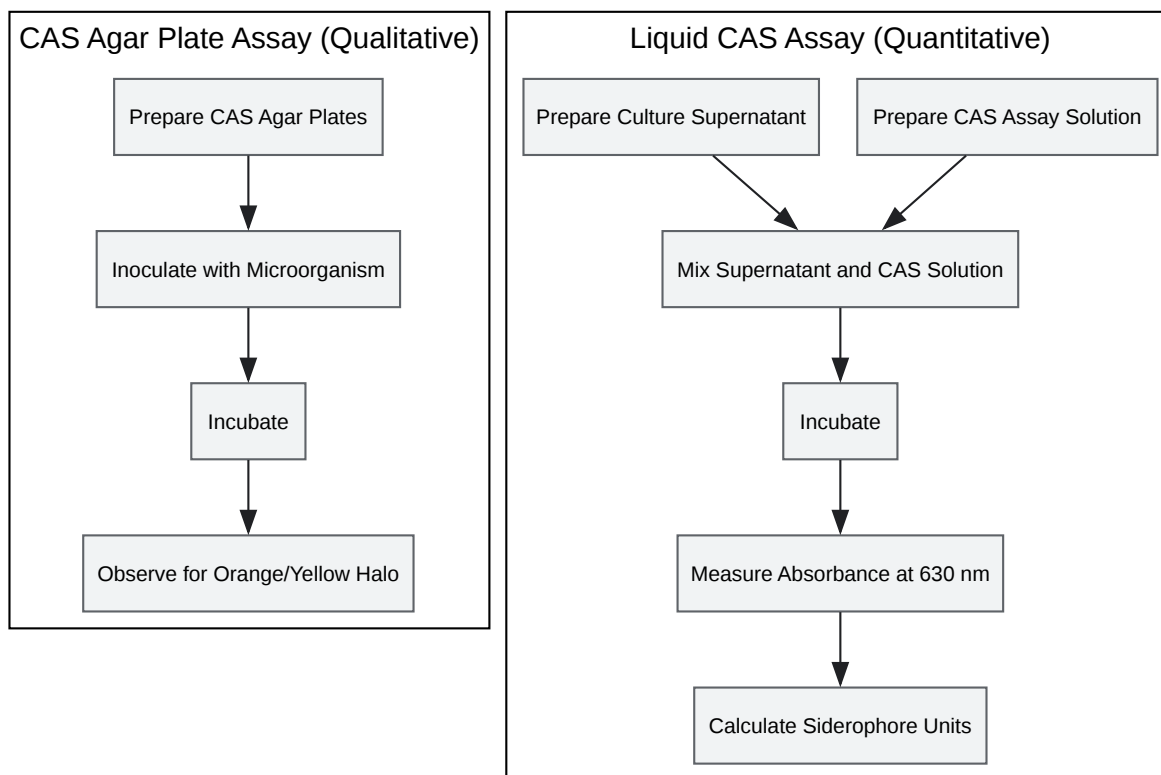 CAS Agar Plate Assay (Qualitative)
Prepare CAS Agar Plates
Inoculate with Microorganism
Incubate
Observe for Orange/Yellow Halo
Liquid CAS Assay (Quantitative)
Prepare Culture Supernatant
Prepare CAS Assay Solution
Mix Supernatant and CAS Solution
Incubate
Measure Absorbance at 630 nm
Calculate Siderophore Units